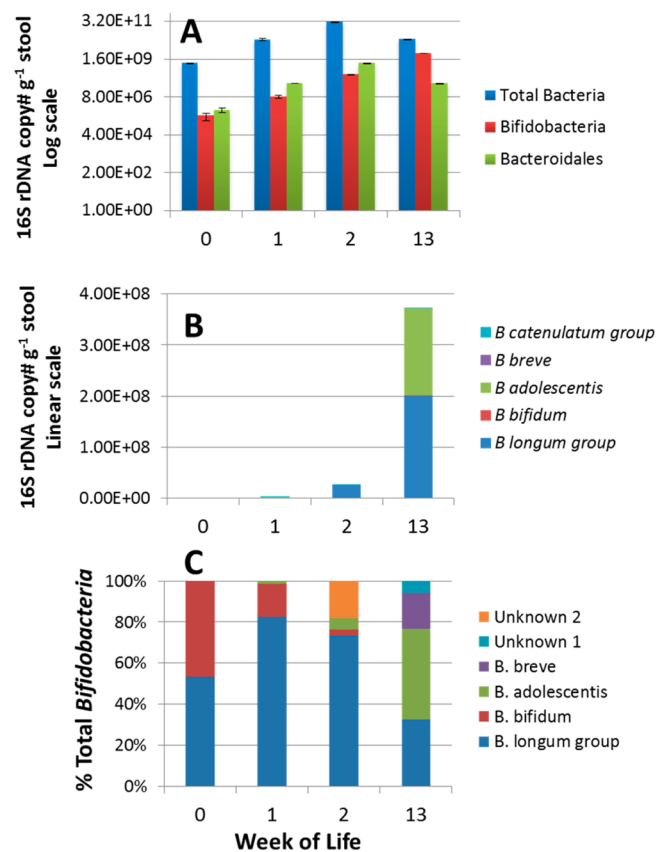 A
16S rDNA copy# g-1 stool
Log scale
3.20E+11
1.60E+09
8.00E+06
4.00E+04
2.00E+02
1.00E+00
0 1 2 13
Total Bacteria
Bifidobacteria
Bacteroidales
B
16S rDNA copy# g-1 stool
Linear scale
4.00E+08
3.00E+08
2.00E+08
1.00E+08
0.00E+00
0 1 2 13
B catenulatum group
B breve
B adolescentis
B bifidum
B longum group
C
% Total Bifidobacteria
100%
80%
60%
40%
20%
0%
0 1 2 13
Week of Life
Unknown 2
Unknown 1
B. breve
B. adolescentis
B. bifidum
B. longum group